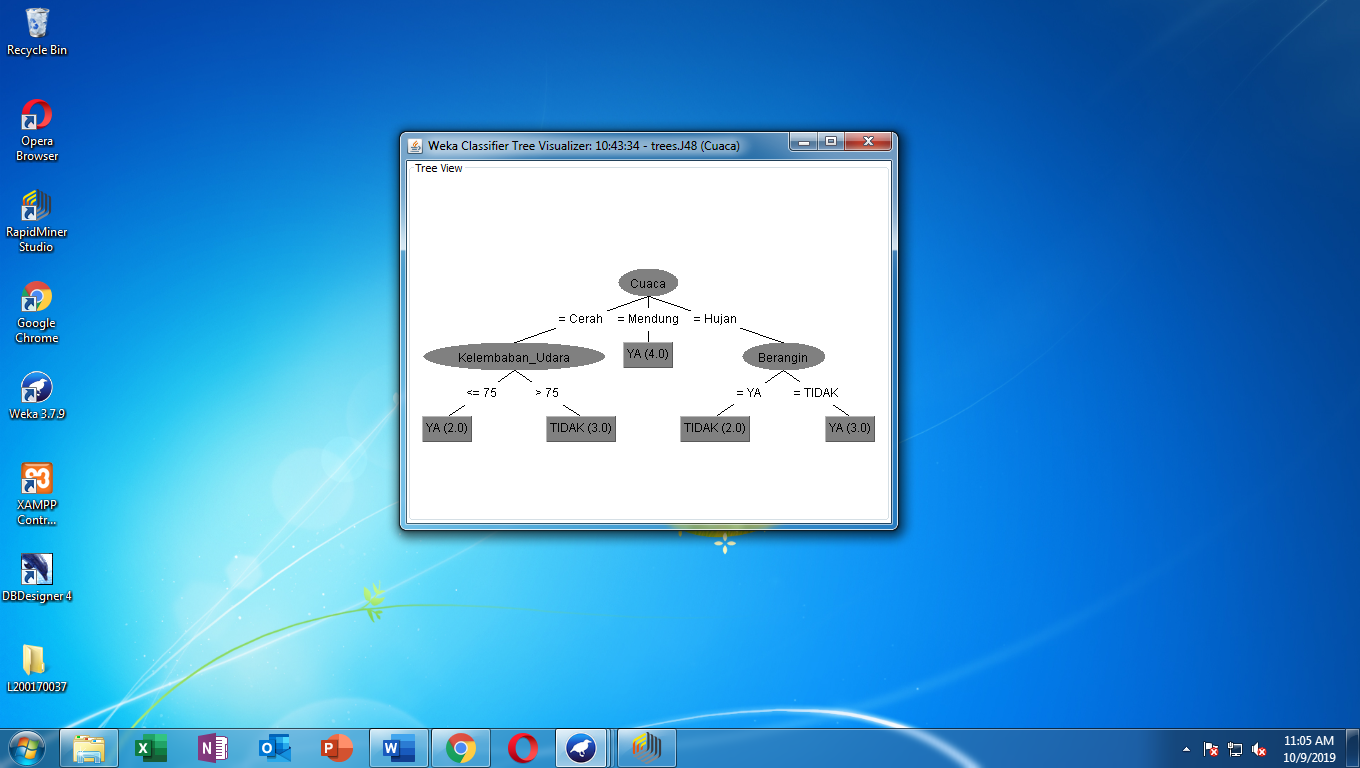 Recycle Bin
Opera
Browser
RapidMiner
Studio
Google
Chrome
Weka 3.7.9
XAMPP
Contr...
DBDesigner 4
L200170037
Weka Classifier Tree Visualizer: 10:43:34 - trees.J48 (Cuaca)
Tree View
Cuaca
= Cerah = Mendung = Hujan
Kelembaban_Udara YA (4.0) Berangin
<= 75 > 75 = YA = TIDAK
YA (2.0) TIDAK (3.0) TIDAK (2.0) YA (3.0)
11:05 AM
10/9/2019